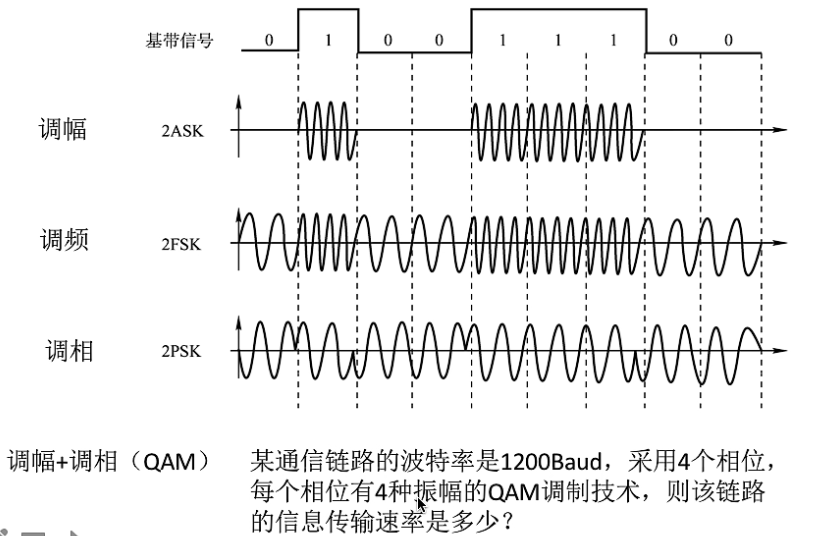 基带信号 0 1 0 0 1 1 1 0 0
调幅 2ASK
调频 2FSK
调相 2PSK
调幅+调相（QAM） 某通信链路的波特率是1200Baud，采用4个相位，
每个相位有4种振幅的QAM调制技术，则该链路
的信息传输速率是多少？